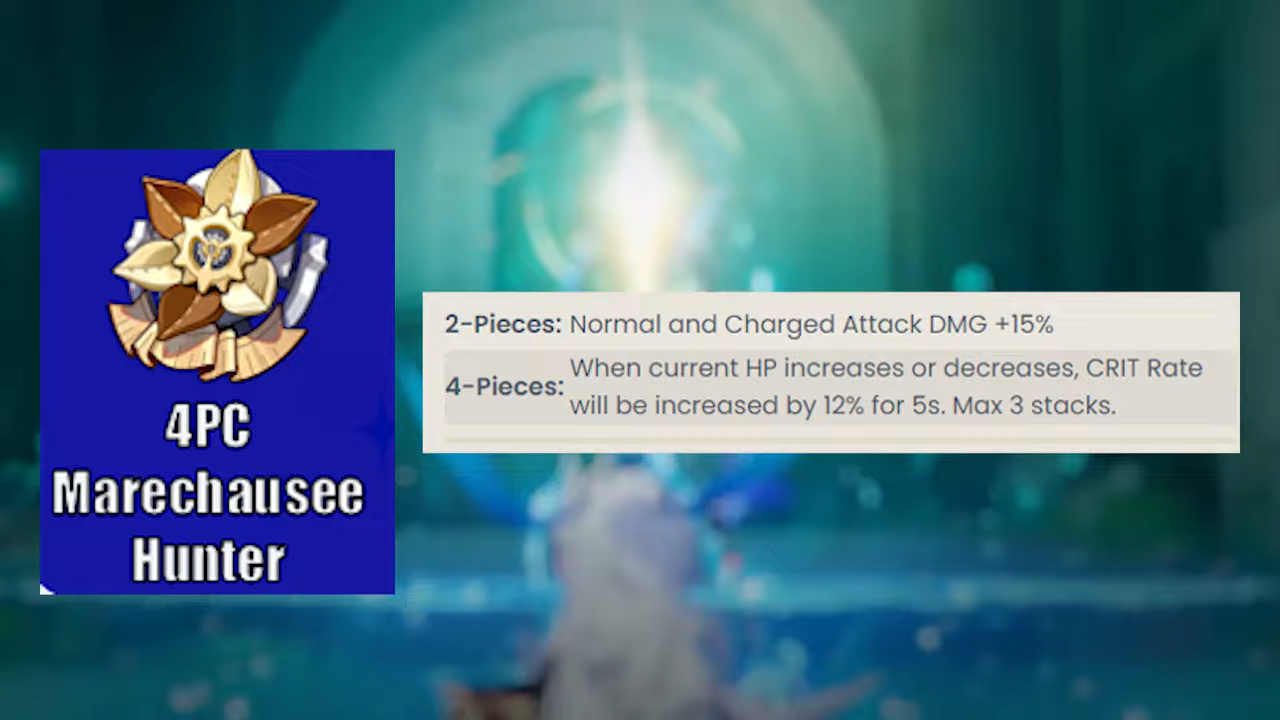 4PC
Marechausee
Hunter
2-Pieces: Normal and Charged Attack DMG +15%
4-Pieces: When current HP increases or decreases, CRIT Rate
will be increased by 12% for 5s. Max 3 stacks.